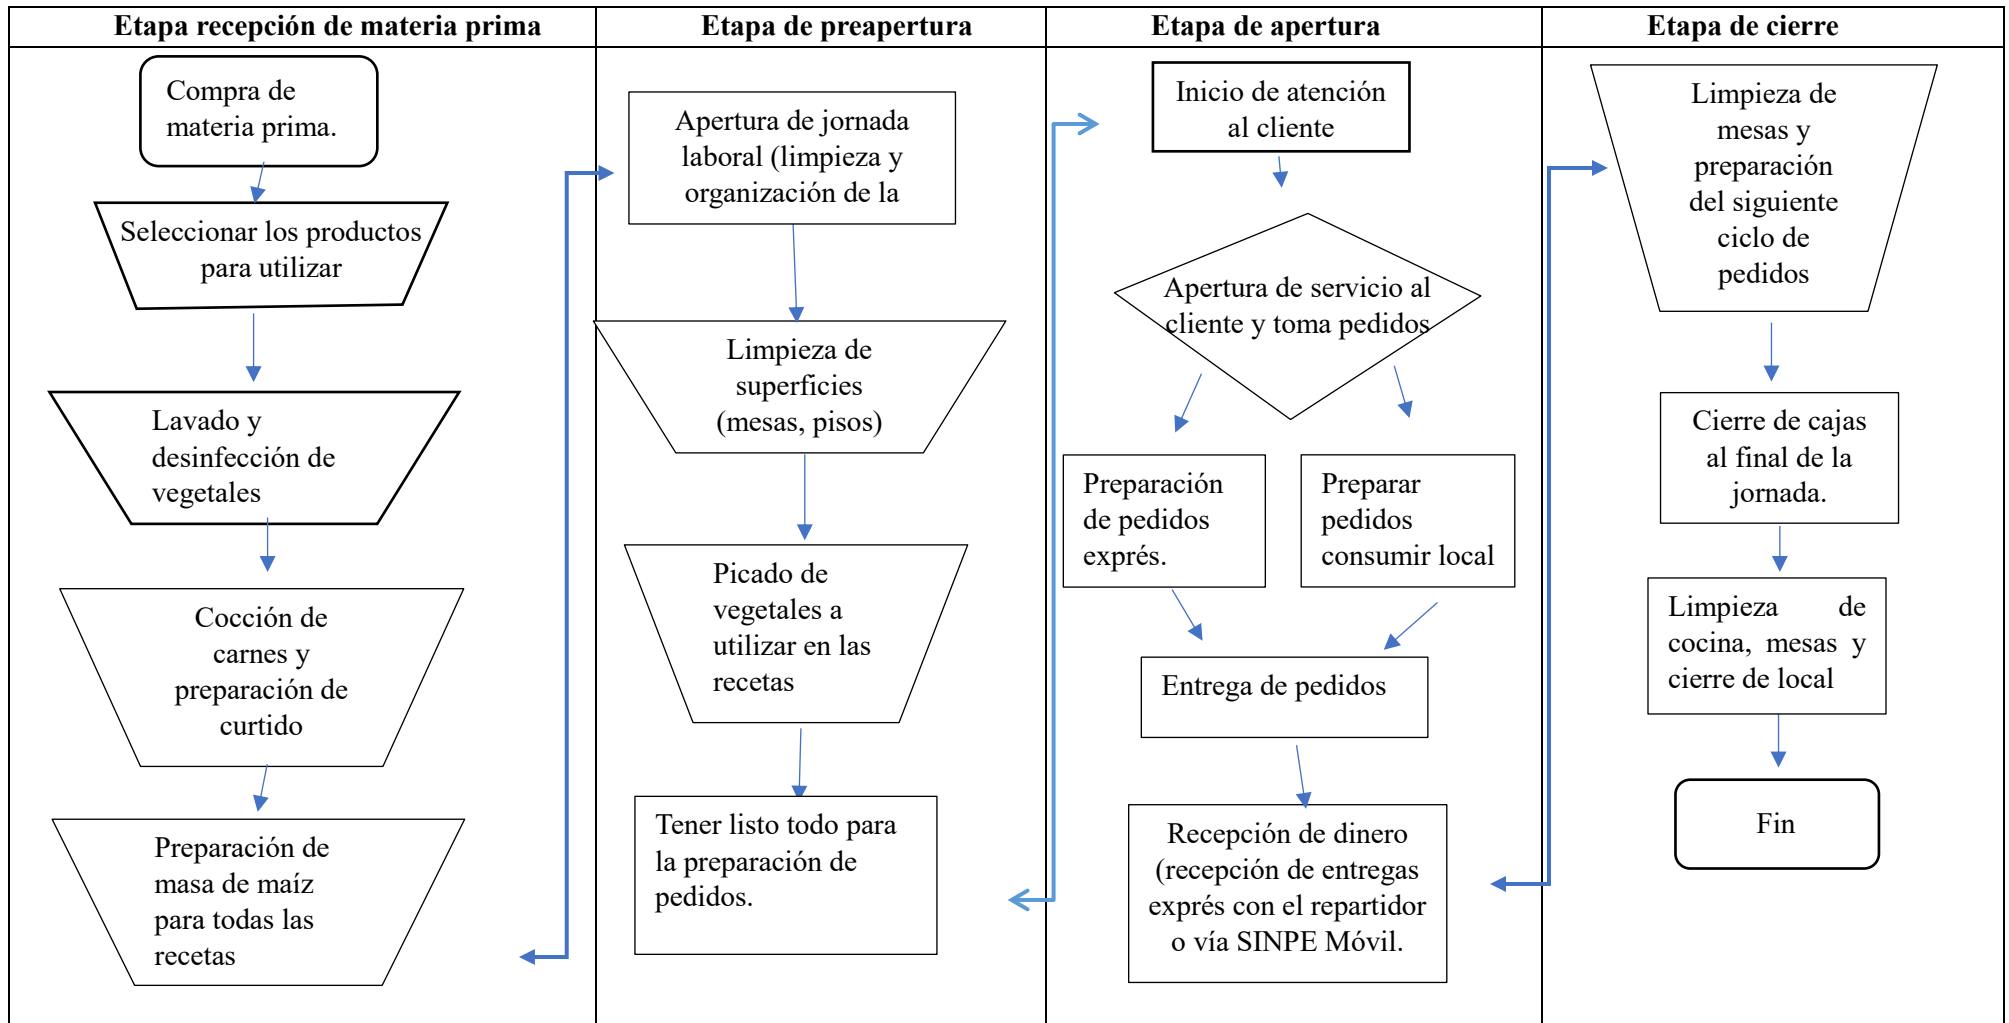 Etapa recepción de materia prima
Compra de
materia prima.
Seleccionar los productos
para utilizar
Lavado y
desinfección de
vegetales
Cocción de
carnes y
preparación de
curtido
Preparación de
masa de maíz
para todas las
recetas
Etapa de preapertura
Apertura de jornada
laboral (limpieza y
organización de la
Limpieza de
superficies
(mesas, pisos)
Picado de
vegetales a
utilizar en las
recetas
Tener listo todo para
la preparación de
pedidos.
Etapa de apertura
Inicio de atención
al cliente
Apertura de servicio al
cliente y toma pedidos
Preparación
de pedidos
exprés.
Preparar
pedidos
consumir local
Entrega de pedidos
Recepción de dinero
(recepción de entregas
exprés con el repartidor
o vía SINPE Móvil.
Etapa de cierre
Limpieza de
mesas y
preparación
del siguiente
ciclo de
pedidos
Cierre de cajas
al final de la
jornada.
Limpieza de
cocina, mesas y
cierre de local
Fin